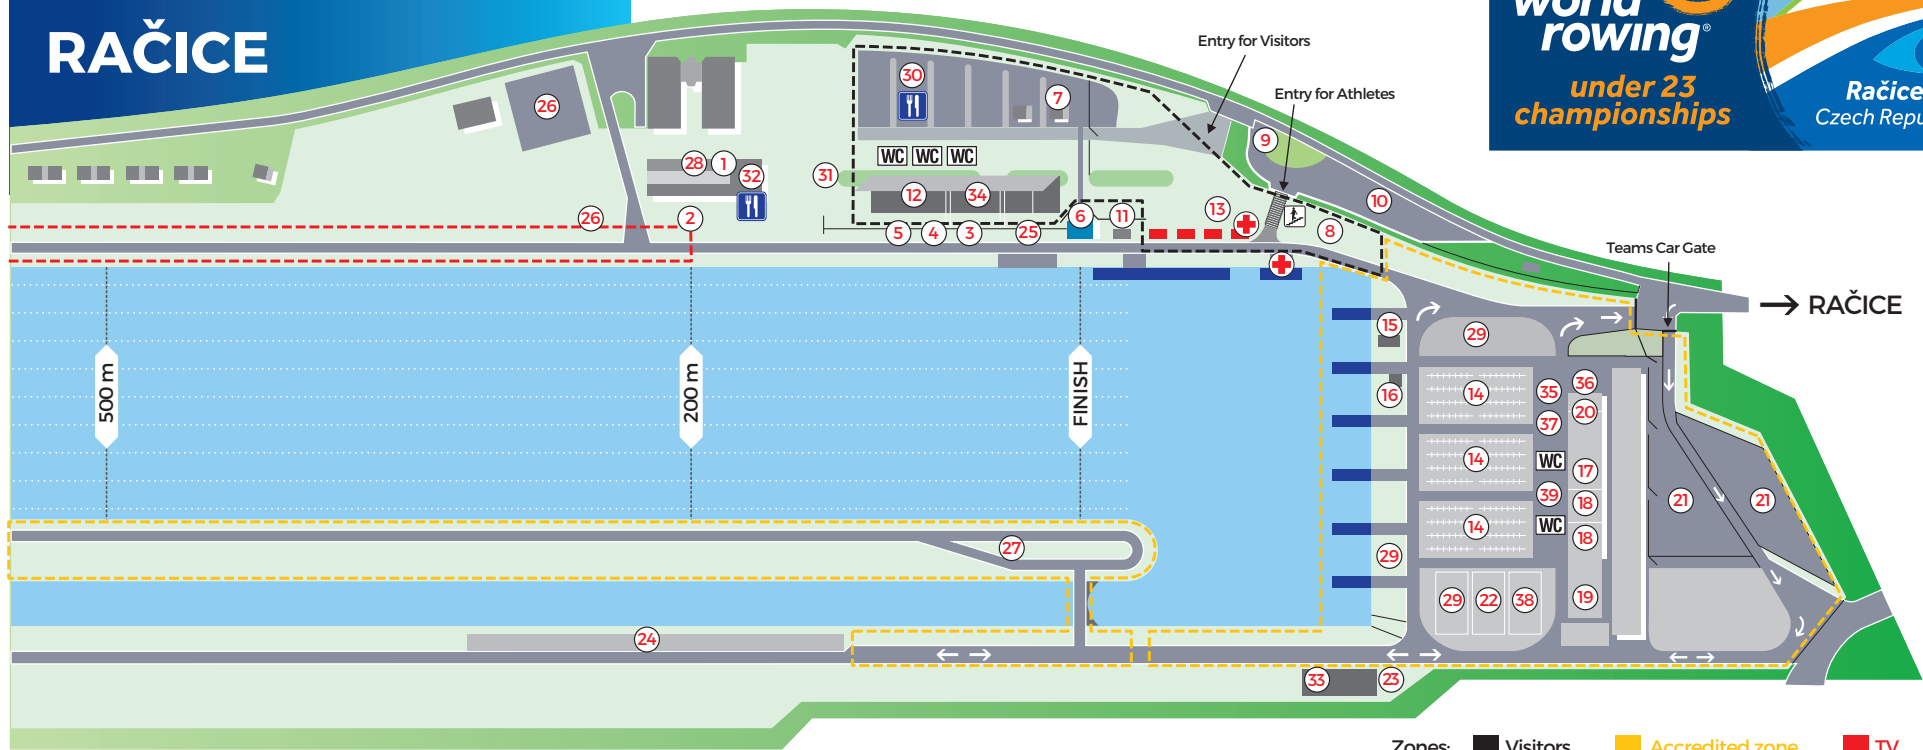 RAČICE
world
rowing®
under 23
championships
Račice
Czech Repu
Entry for Visitors
Entry for Athletes
Teams Car Gate
→ RAČICE
30
7
26
9
WC WC WC
28 1 32
31
12 34
10
26 2
5 4 3 25
6 11 13 8
500 m
200 m
FINISH
15
29
16
14
35 36
20
37
14
WC
17
39
18
21 21
14
WC
18
27
29
29 22 38
19
24
33 23
Zones: Visitors Accredited zone TV